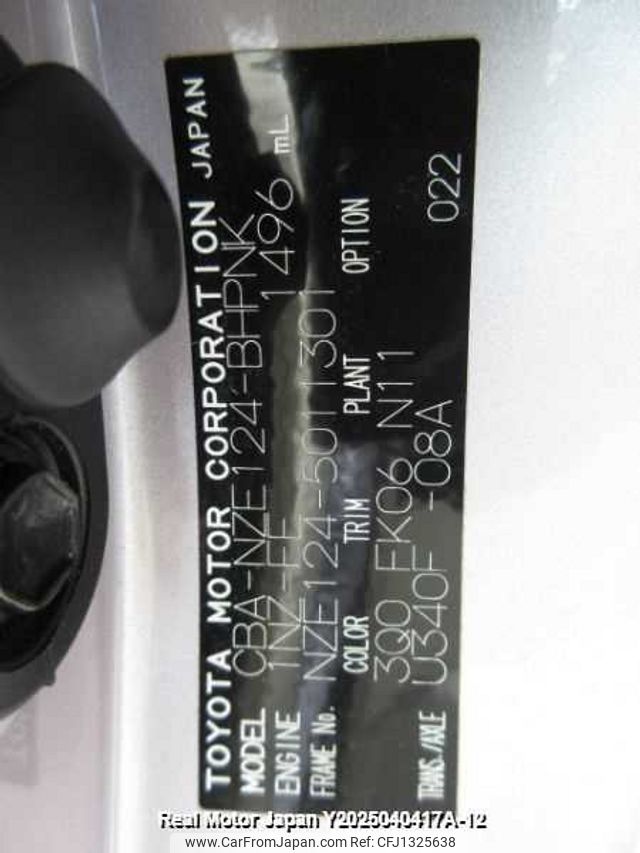 TOYOTA MOTOR CORPORATION JAPAN
MODEL CBA-NZE124-BHPNK
ENGINE 1NZ-FE 1496 mL
FRAME No. NZE124-5011301
COLOR TRIM PLANT OPTION
3Q0 FK06 N11
TRANS/AXLE U340F -08A 022
Real Motor Japan Y2025040417A-12
www.CarFromJapan.com CFJ1325638